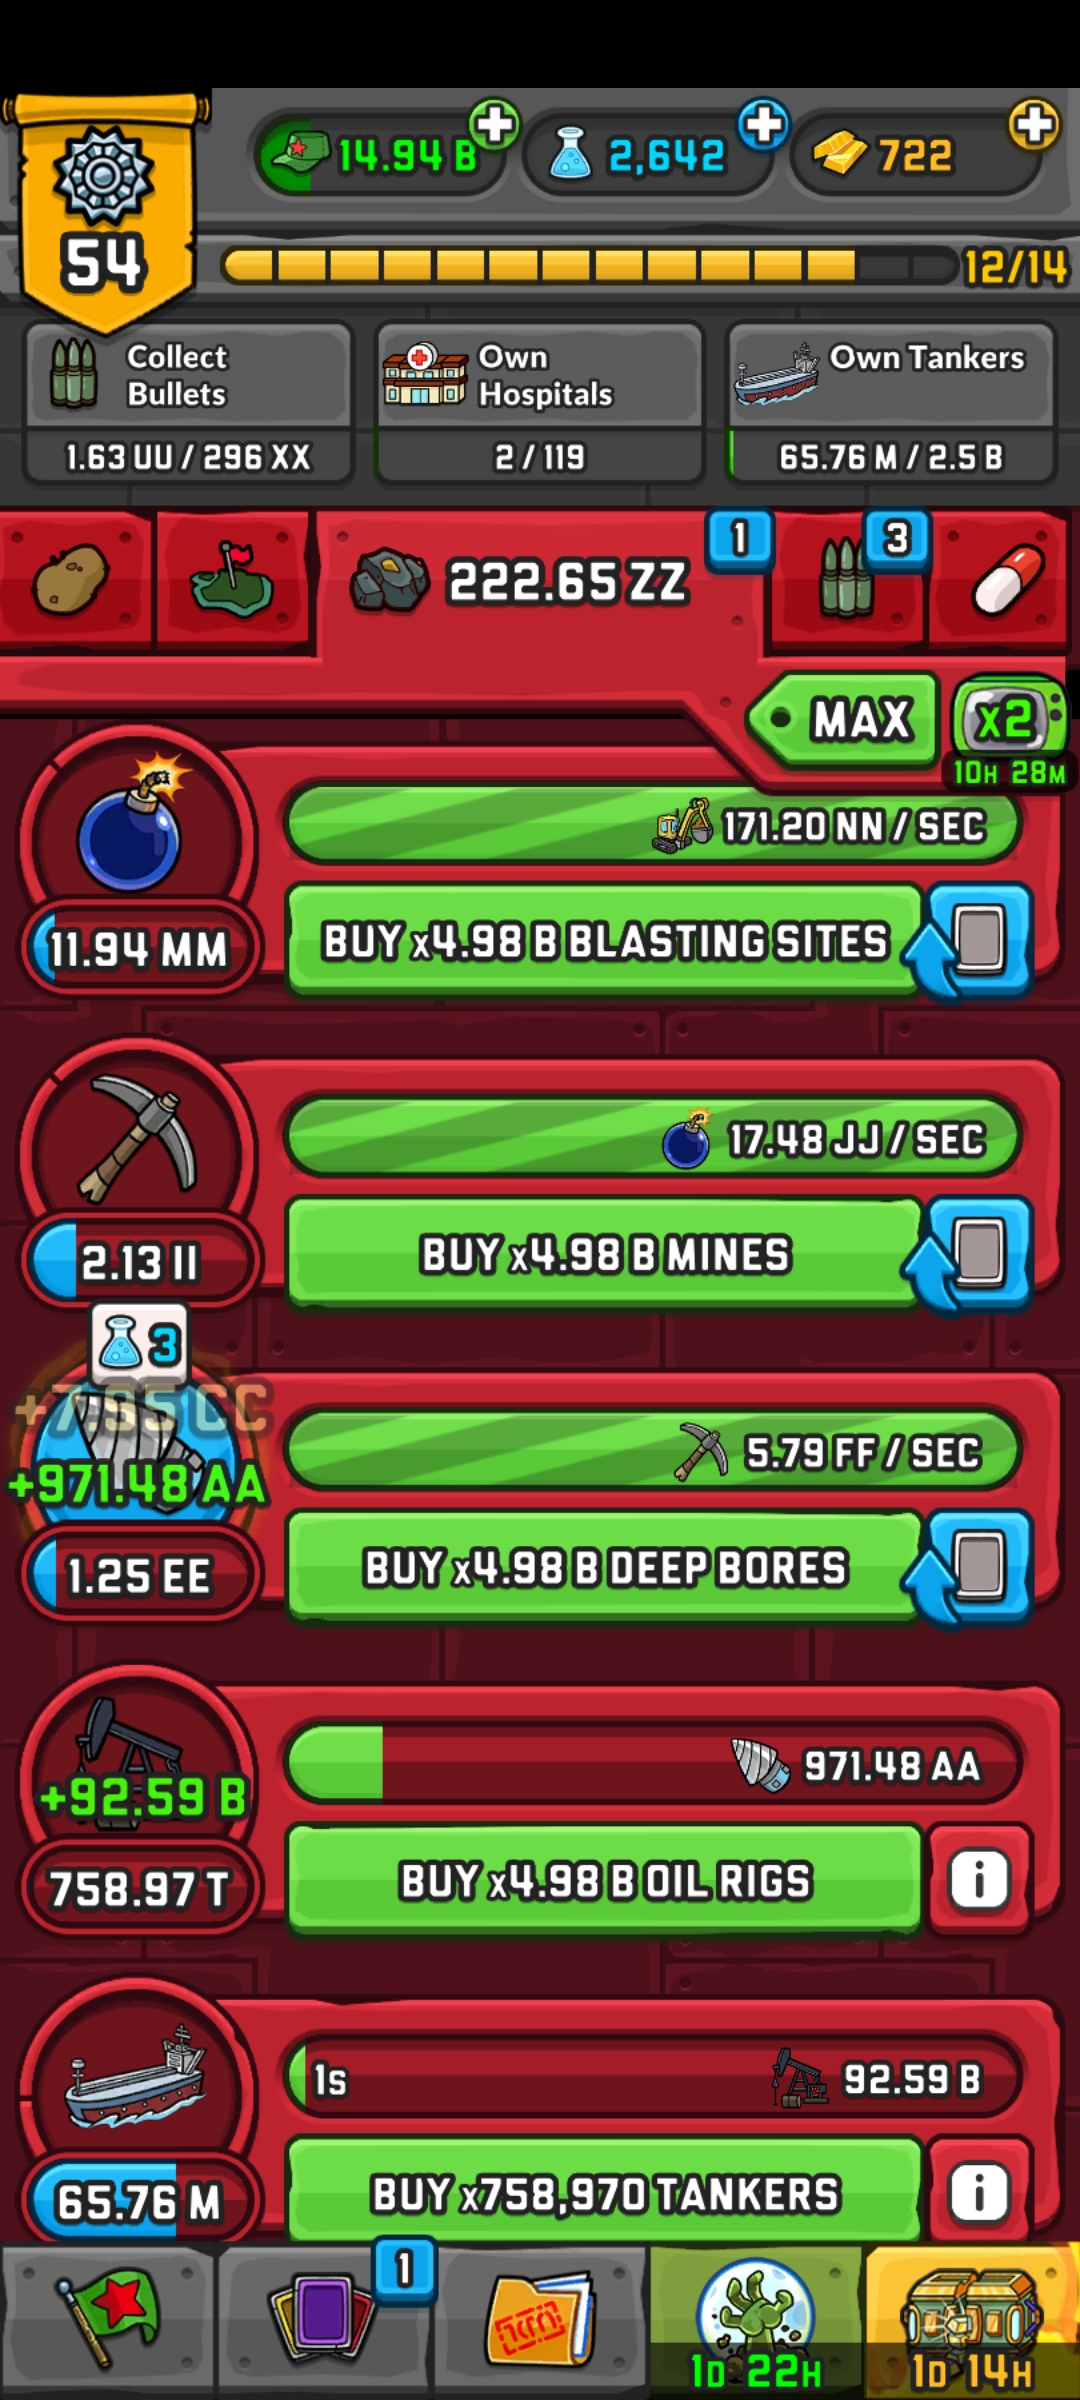 14.94 B
2,642
722
54
12/14
Collect
Bullets
1.63 UU / 296 XX
Own
Hospitals
2 / 119
Own Tankers
65.76 M / 2.5 B
222.65 ZZ
1
3
MAX
x2
10H 28M
171.20 NN / SEC
11.94 MM
BUY x4.98 B BLASTING SITES
17.48 JJ / SEC
2.13 II
BUY x4.98 B MINES
3
+7.95 CC
+971.48 AA
5.79 FF / SEC
1.25 EE
BUY x4.98 B DEEP BORES
+92.59 B
971.48 AA
758.97 T
BUY x4.98 B OIL RIGS
i
1s
92.59 B
65.76 M
BUY x758,970 TANKERS
i
1
1D 22H
1D 14H